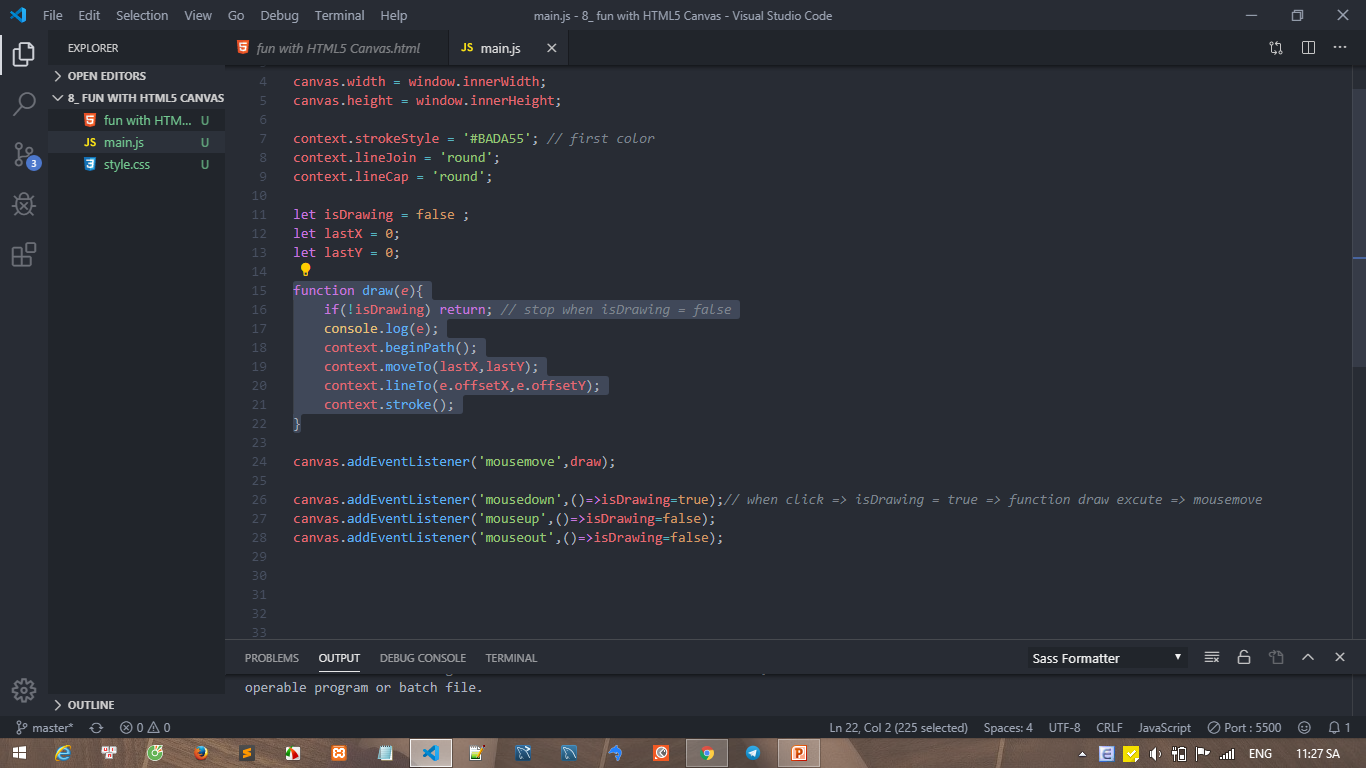 File Edit Selection View Go Debug Terminal Help
main.js - 8_ fun with HTML5 Canvas - Visual Studio Code
EXPLORER
OPEN EDITORS
8_ FUN WITH HTML5 CANVAS
fun with HTM... U
JS main.js U
style.css U
OUTLINE
3
fun with HTML5 Canvas.html
JS main.js
4 canvas.width = window.innerWidth;
5 canvas.height = window.innerHeight;
6
7 context.strokeStyle = '#BADA55'; // first color
8 context.lineJoin = 'round';
9 context.lineCap = 'round';
10
11 let isDrawing = false ;
12 let lastX = 0;
13 let lastY = 0;
14
15 function draw(e){
16 if(!isDrawing) return; // stop when isDrawing = false
17 console.log(e);
18 context.beginPath();
19 context.moveTo(lastX,lastY);
20 context.lineTo(e.offsetX,e.offsetY);
21 context.stroke();
22 }
23
24 canvas.addEventListener('mousemove',draw);
25
26 canvas.addEventListener('mousedown',()=>isDrawing=true);// when click => isDrawing = true => function draw excute => mousemove
27 canvas.addEventListener('mouseup',()=>isDrawing=false);
28 canvas.addEventListener('mouseout',()=>isDrawing=false);
29
30
31
32
33
PROBLEMS OUTPUT DEBUG CONSOLE TERMINAL
Sass Formatter
operable program or batch file.
master* 0 0
Ln 22, Col 2 (225 selected) Spaces: 4 UTF-8 CRLF JavaScript Port : 5500 1
ENG 11:27 SA